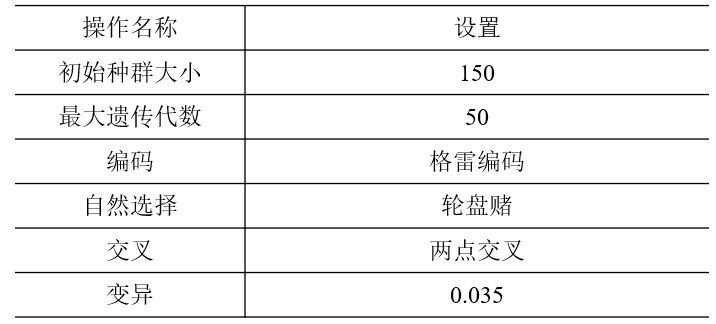 操作名称 设置
初始种群大小 150
最大遗传代数 50
编码 格雷编码
自然选择 轮盘赌
交叉 两点交叉
变异 0.035